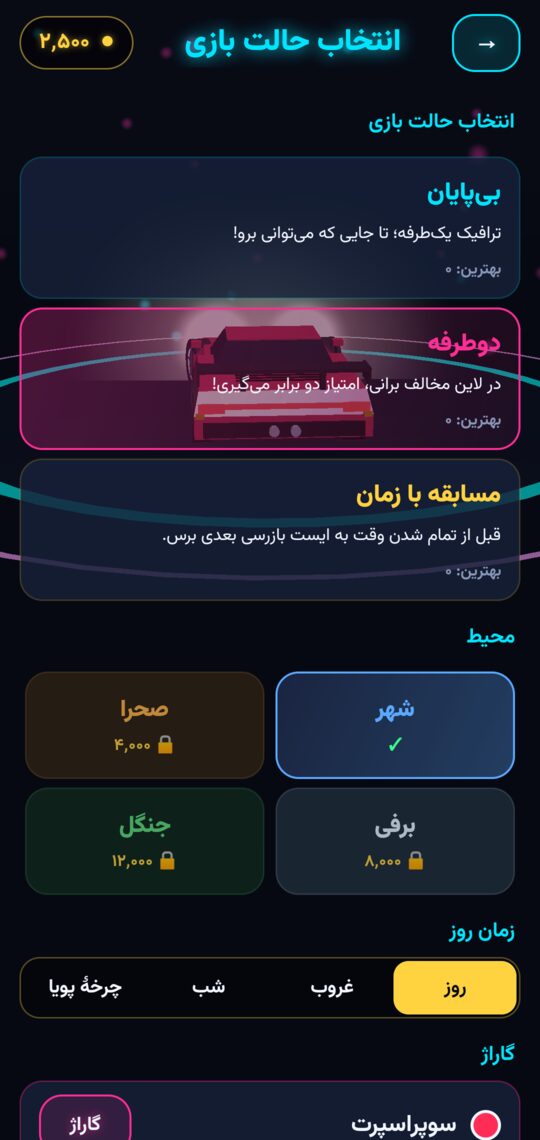 →
انتخاب حالت بازی
۲,۵۰۰
انتخاب حالت بازی
بی‌پایان
ترافیک یک‌طرفه؛ تا جایی که می‌توانی برو!
بهترین: ۰
دوطرفه
در لاین مخالف برانی، امتیاز دو برابر می‌گیری!
بهترین: ۰
مسابقه با زمان
قبل از تمام شدن وقت به ایست بازرسی بعدی برس.
بهترین: ۰
محیط
شهر
✓
صحرا
🔒 ۴,۰۰۰
برفی
🔒 ۸,۰۰۰
جنگل
🔒 ۱۲,۰۰۰
زمان روز
روز غروب شب چرخهٔ پویا
گاراژ
سوپراسپرت
گاراژ